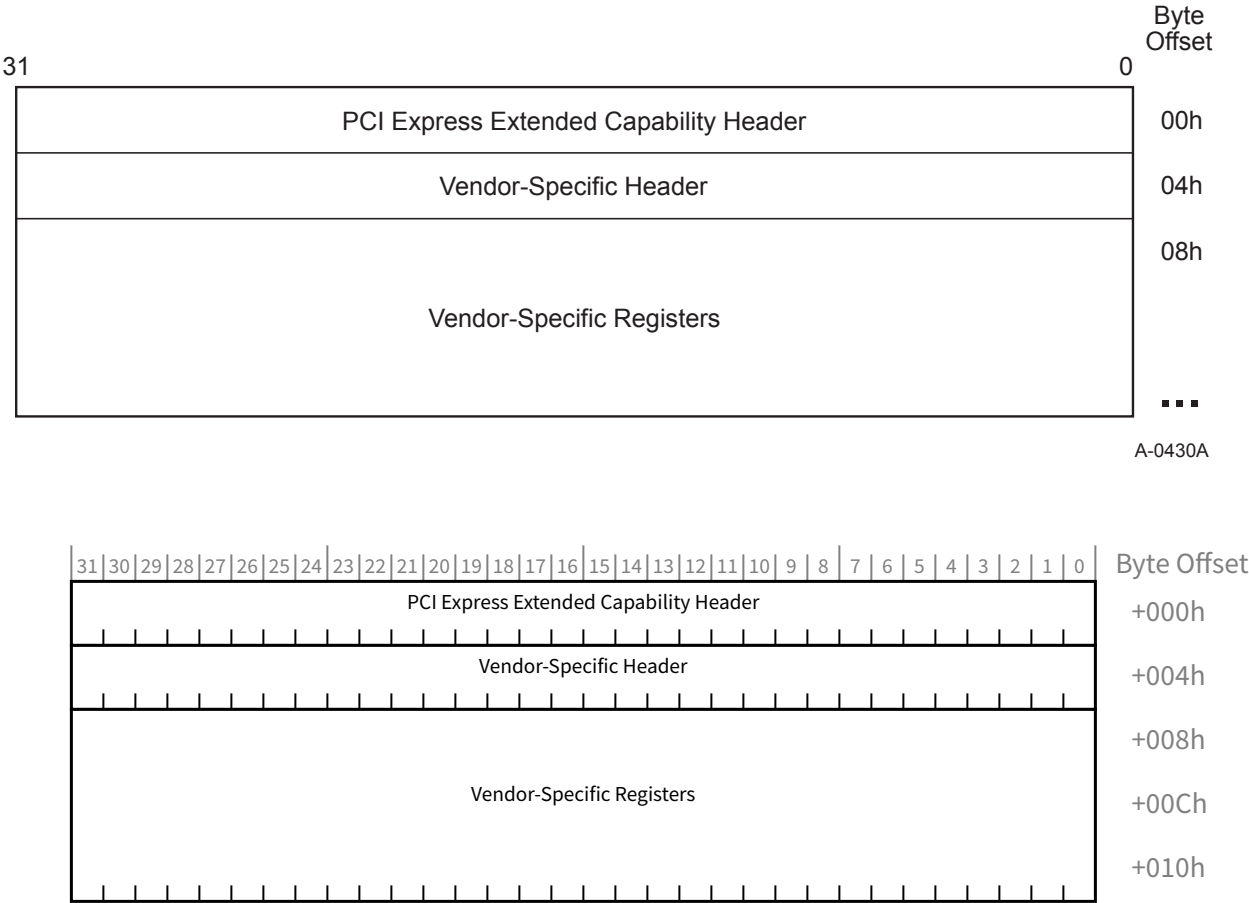 Byte
Offset
31 0
PCI Express Extended Capability Header 00h
Vendor-Specific Header 04h
08h
Vendor-Specific Registers
...
A-0430A
31 30 29 28 27 26 25 24 23 22 21 20 19 18 17 16 15 14 13 12 11 10 9 8 7 6 5 4 3 2 1 0 Byte Offset
PCI Express Extended Capability Header +000h
Vendor-Specific Header +004h
+008h
Vendor-Specific Registers +00Ch
+010h